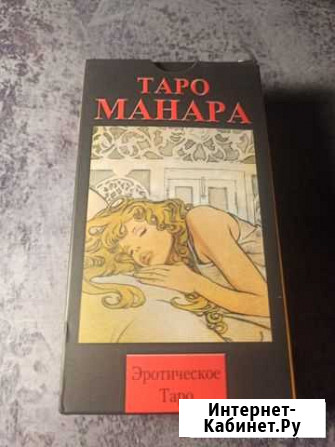 ТАРО
МАНАРА
Эротическое
Таро
Интернет-
Кабинет.Ру